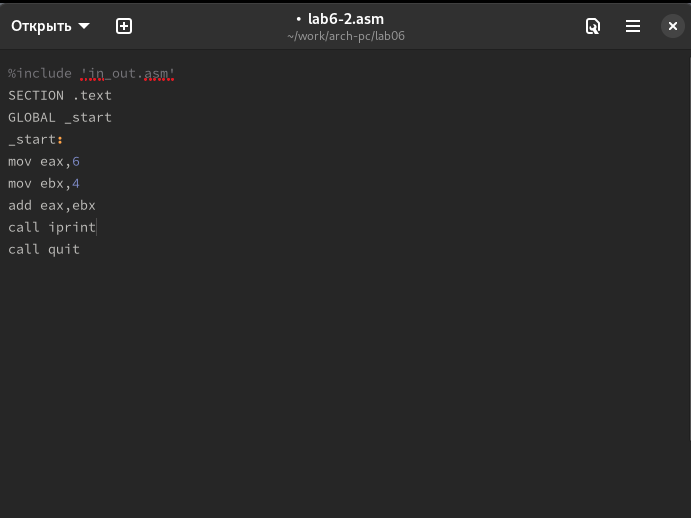 Открыть
• lab6-2.asm
~/work/arch-pc/lab06
%include 'in_out.asm'
SECTION .text
GLOBAL _start
_start:
mov eax,6
mov ebx,4
add eax,ebx
call iprint
call quit